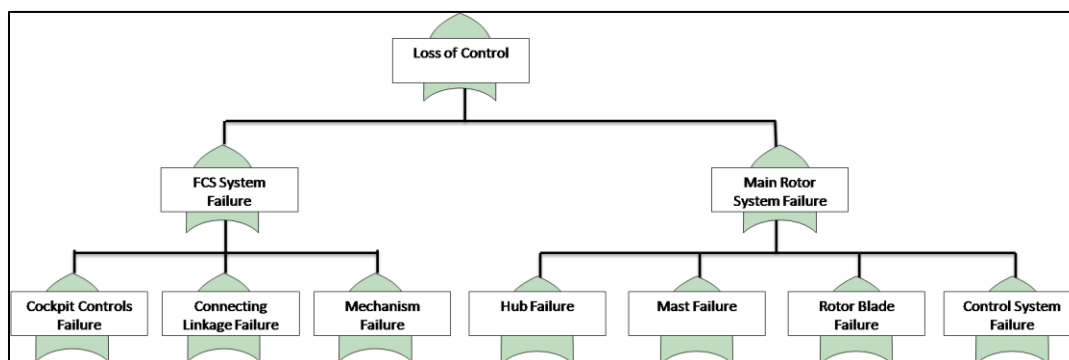 Loss of Control
FCS System
Failure
Main Rotor
System Failure
Cockpit Controls
Failure
Connecting
Linkage Failure
Mechanism
Failure
Hub Failure
Mast Failure
Rotor Blade
Failure
Control System
Failure